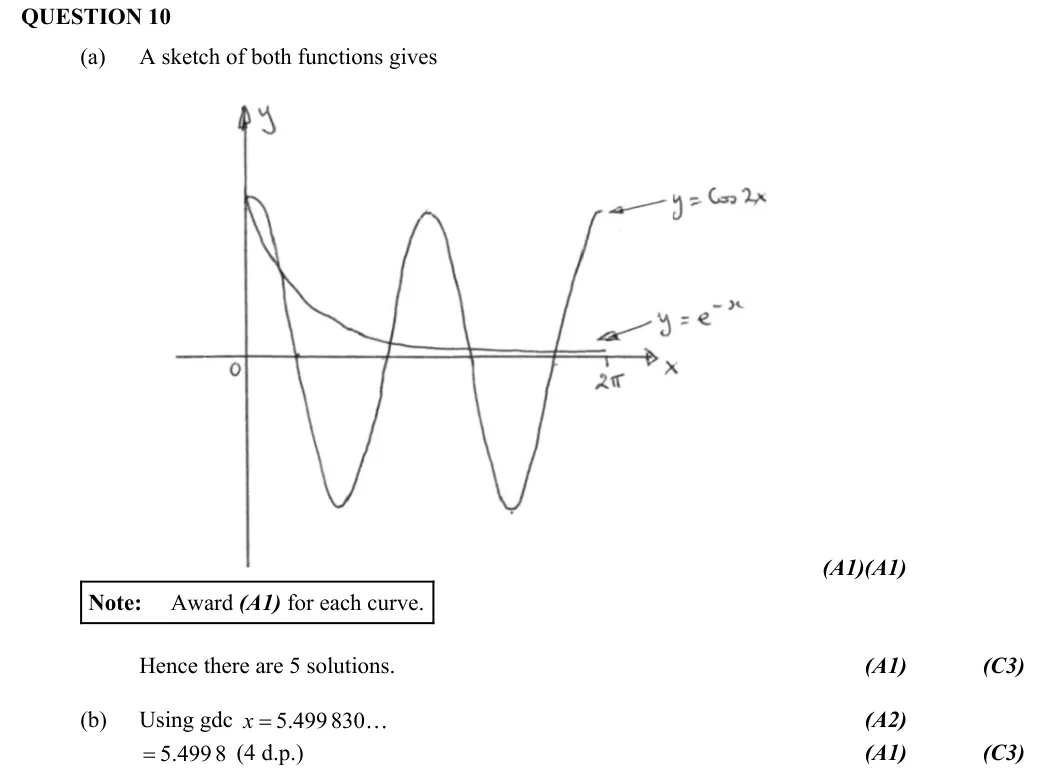 QUESTION 10
(a) A sketch of both functions gives
y
y = Cos 2x
y = e^{-x}
0
2π
x
(A1)(A1)
Note: Award (A1) for each curve.
Hence there are 5 solutions. (A1) (C3)
(b) Using gdc x = 5.499 830… (A2)
= 5.499 8 (4 d.p.) (A1) (C3)